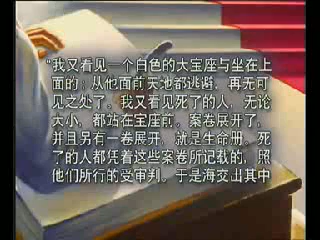 “我又看见一个白色的大宝座与坐在上
面的；从他面前天地都逃避，再无可
见之处了。我又看见死了的人，无论
大小，都站在宝座前。案卷展开了，
并且另有一卷展开，就是生命册。死
了的人都凭着这些案卷所记载的，照
他们所行的受审判。于是海交出其中